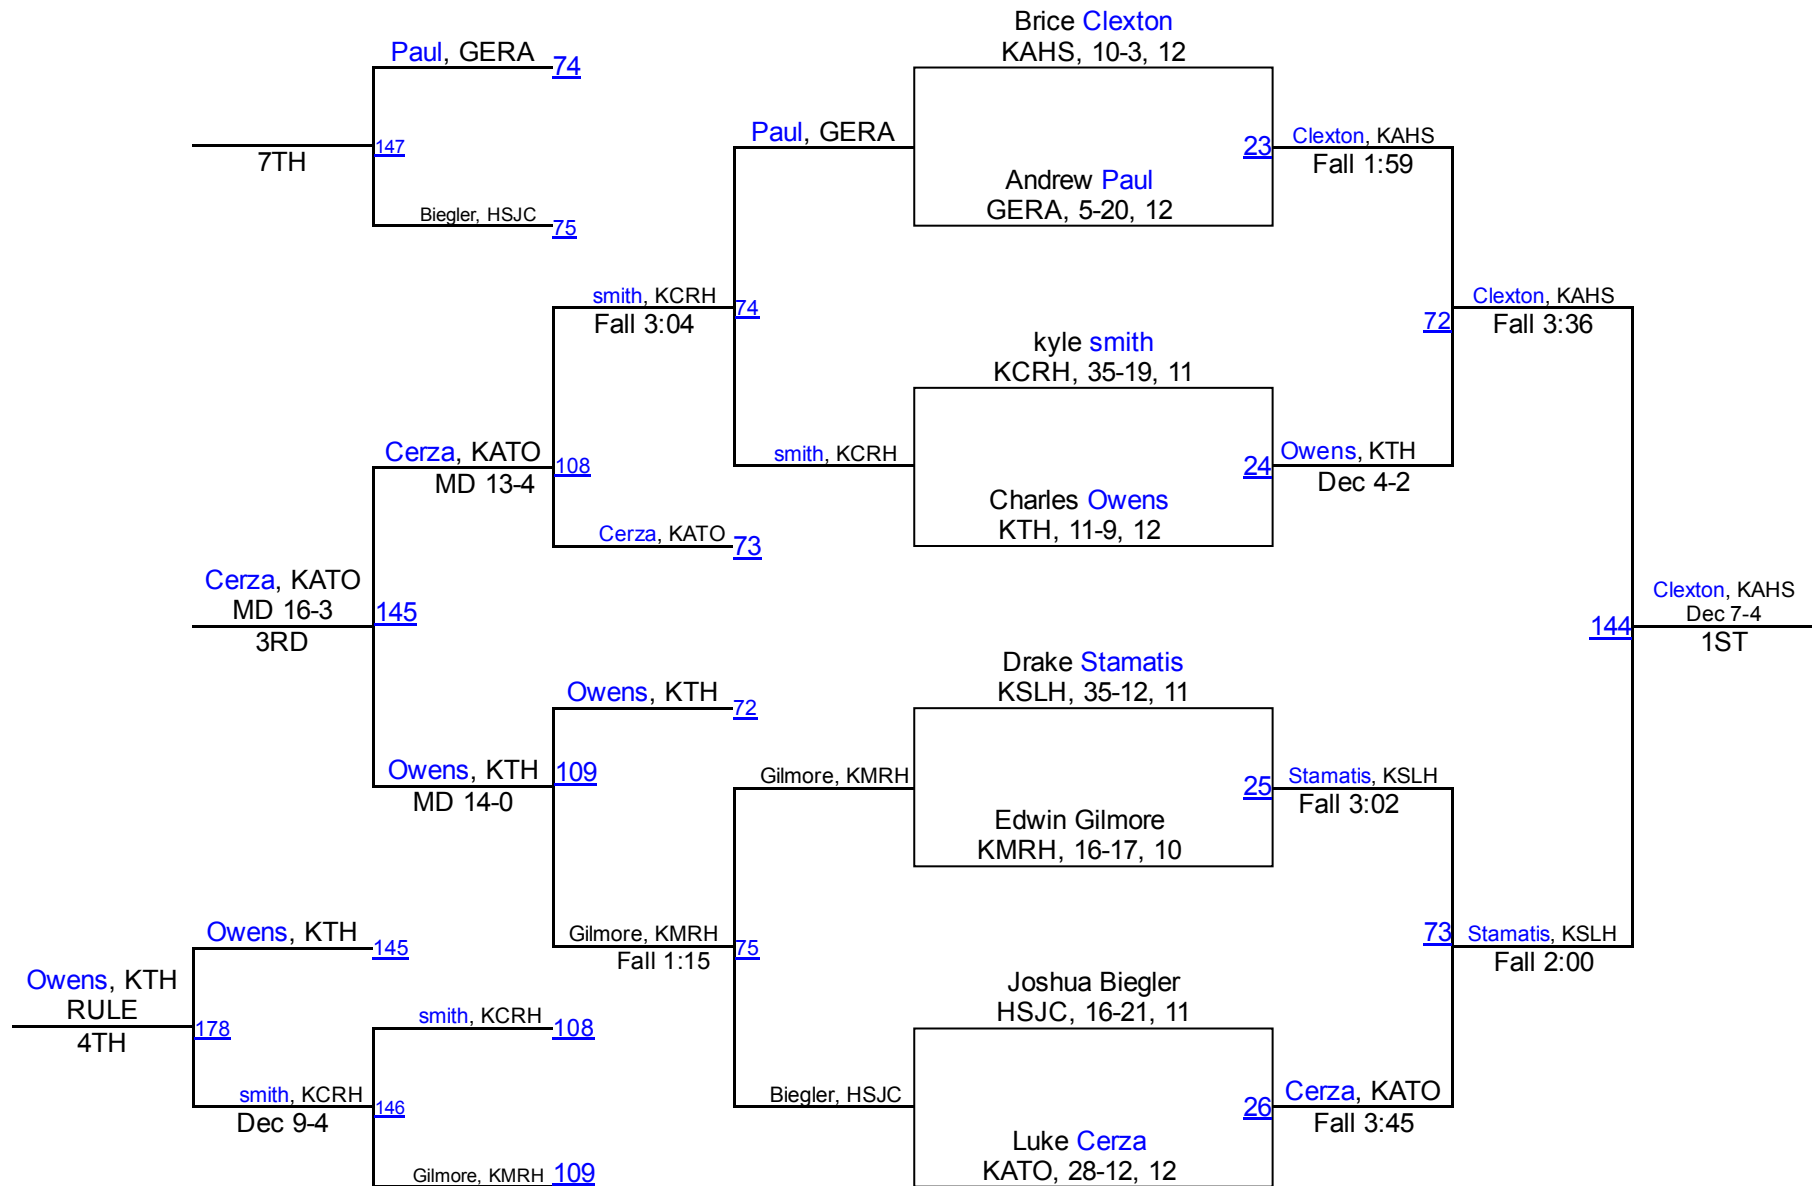 Brice Clexton
KAHS, 10-3, 12
Paul, GERA
74
Paul, GERA
23
Clexton, KAHS
Fall 1:59
147
7TH
Andrew Paul
GERA, 5-20, 12
Biegler, HSJC
75
smith, KCRH
Fall 3:04
74
Clexton, KAHS
Fall 3:36
72
kyle smith
KCRH, 35-19, 11
Cerza, KATO
MD 13-4
108
smith, KCRH
24
Owens, KTH
Dec 4-2
Charles Owens
KTH, 11-9, 12
Cerza, KATO
73
Cerza, KATO
MD 16-3
3RD
145
144
Clexton, KAHS
Dec 7-4
1ST
Drake Stamatis
KSLH, 35-12, 11
Owens, KTH
72
Owens, KTH
MD 14-0
109
Gilmore, KMRH
25
Stamatis, KSLH
Fall 3:02
Edwin Gilmore
KMRH, 16-17, 10
Owens, KTH
145
Gilmore, KMRH
Fall 1:15
75
73
Stamatis, KSLH
Fall 2:00
Owens, KTH
RULE
4TH
178
Joshua Biegler
HSJC, 16-21, 11
smith, KCRH
108
smith, KCRH
Dec 9-4
146
Biegler, HSJC
26
Cerza, KATO
Fall 3:45
Luke Cerza
KATO, 28-12, 12
Gilmore, KMRH
109